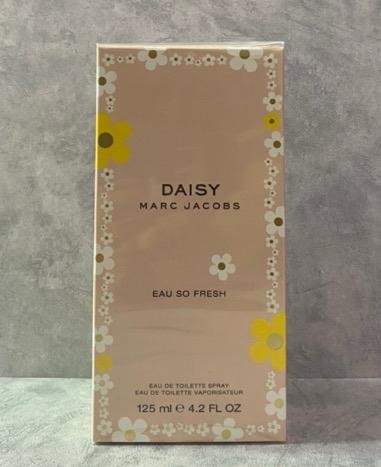 DAISY
MARC JACOBS
EAU SO FRESH
EAU DE TOILETTE SPRAY
EAU DE TOILETTE VAPORISATEUR
125 ml ℮ 4.2 FL OZ